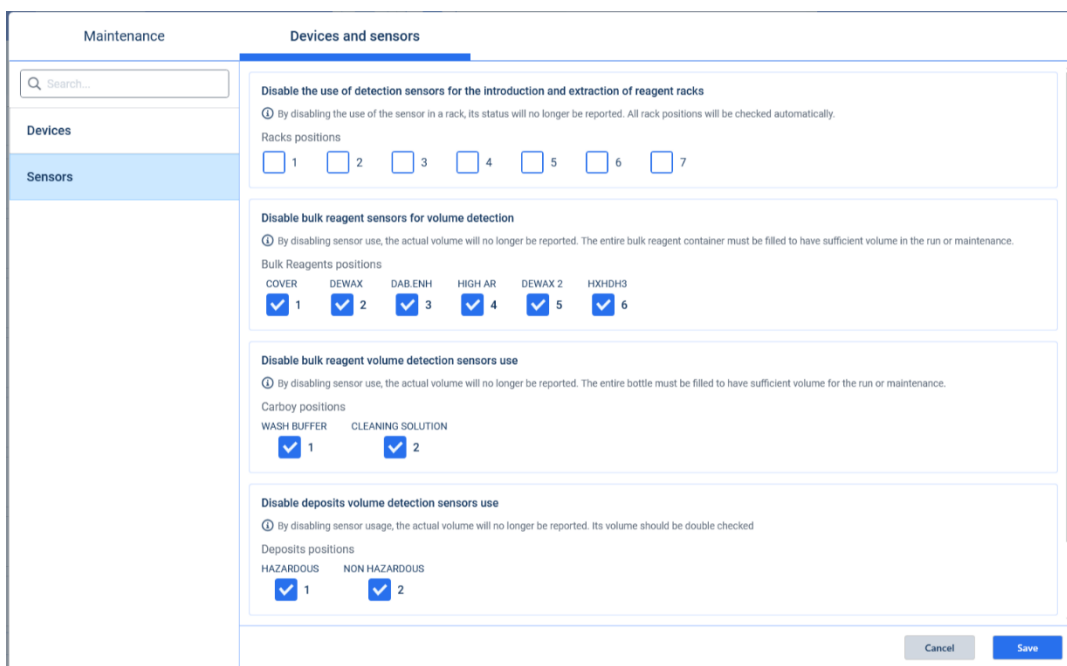 Maintenance
Devices and sensors
Search...
Devices
Sensors
Disable the use of detection sensors for the introduction and extraction of reagent racks
By disabling the use of the sensor in a rack, its status will no longer be reported. All rack positions will be checked automatically.
Racks positions
1 2 3 4 5 6 7
Disable bulk reagent sensors for volume detection
By disabling sensor use, the actual volume will no longer be reported. The entire bulk reagent container must be filled to have sufficient volume in the run or maintenance.
Bulk Reagents positions
COVER DEWAX DAB.ENH HIGH AR DEWAX 2 HXHDH3
1 2 3 4 5 6
Disable bulk reagent volume detection sensors use
By disabling sensor use, the actual volume will no longer be reported. The entire bottle must be filled to have sufficient volume for the run or maintenance.
Carboy positions
WASH BUFFER CLEANING SOLUTION
1 2
Disable deposits volume detection sensors use
By disabling sensor usage, the actual volume will no longer be reported. Its volume should be double checked
Deposits positions
HAZARDOUS NON HAZARDOUS
1 2
Cancel Save